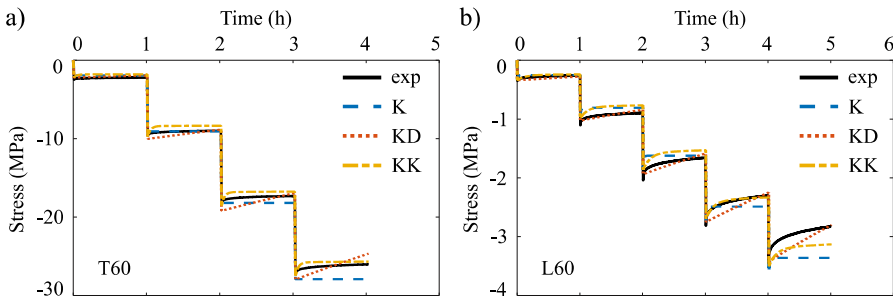 a)
Time (h)
0 1 2 3 4 5
0
-10
-20
-30
Stress (MPa)
exp
K
KD
KK
T60
b)
Time (h)
0 1 2 3 4 5 6
0
-1
-2
-3
-4
Stress (MPa)
exp
K
KD
KK
L60